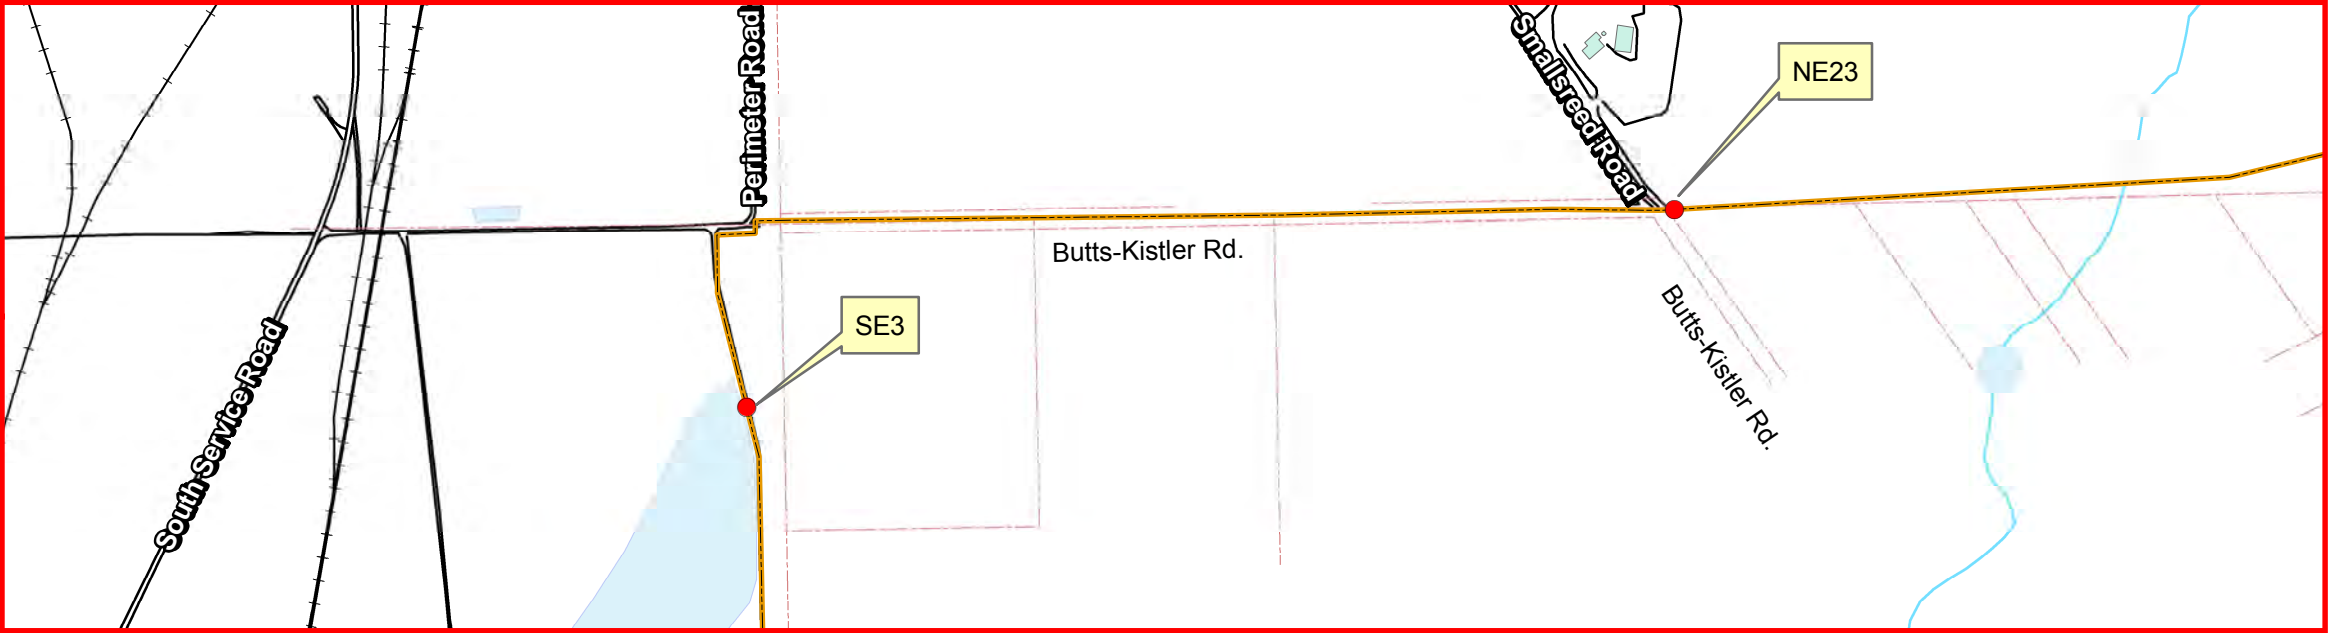 Perimeter Road
Smallsreed Road
NE23
Butts-Kistler Rd.
SE3
Butts-Kistler Rd.
South Service Road